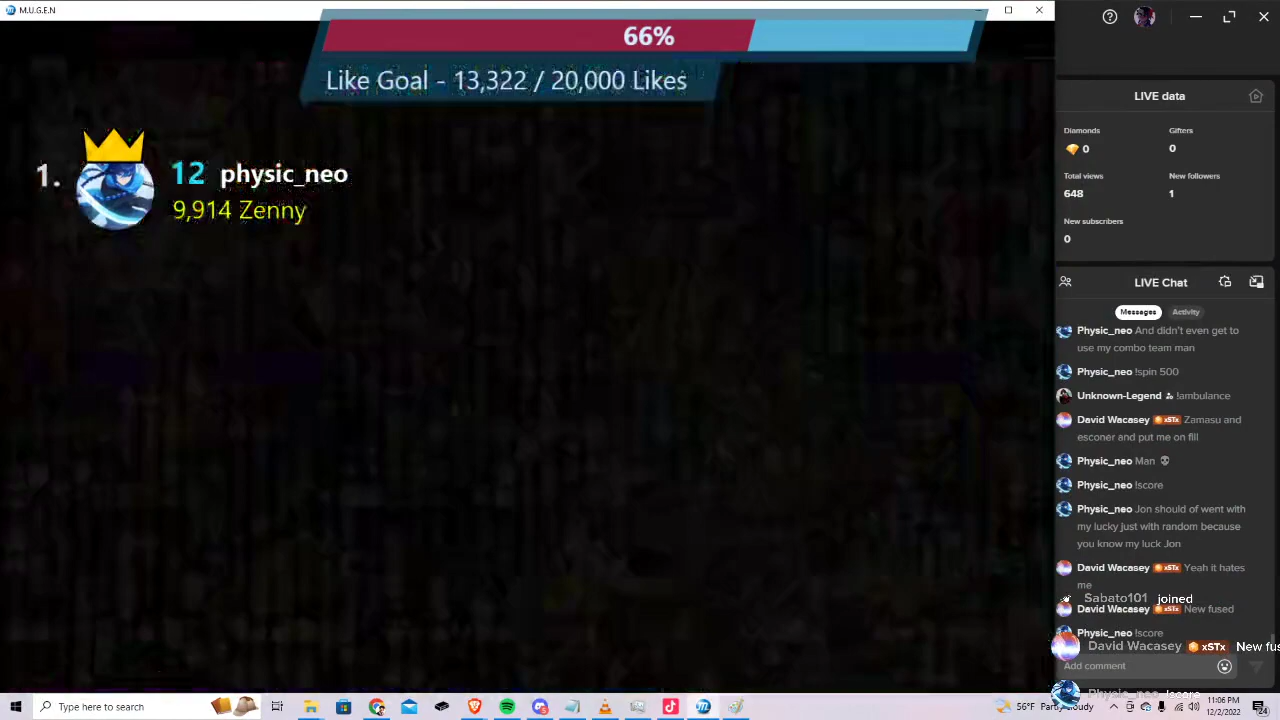 M.U.G.E.N
66%
Like Goal - 13,322 / 20,000 Likes
1.
12 physic_neo
9,914 Zenny
LIVE data
Diamonds
Gifters
0
0
Total views
New followers
648
1
New subscribers
0
LIVE Chat
Messages
Activity
Physic_neo And didn't even get to
use my combo team man
Physic_neo !spin 500
Unknown-Legend !ambulance
David Wacasey xSTx Zamasu and
esconer and put me on fill
Physic_neo Man 💀
Physic_neo !score
Physic_neo Jon should of went with
my lucky just with random because
you know my luck Jon
David Wacasey xSTx Yeah it hates
me
Sabato101 joined
David Wacasey xSTx New fused
Physic_neo !score
David Wacasey xSTx New fus
Add comment
Physic_neo !score
Type here to search
56°F
11:06 PM
12/2/2022
24